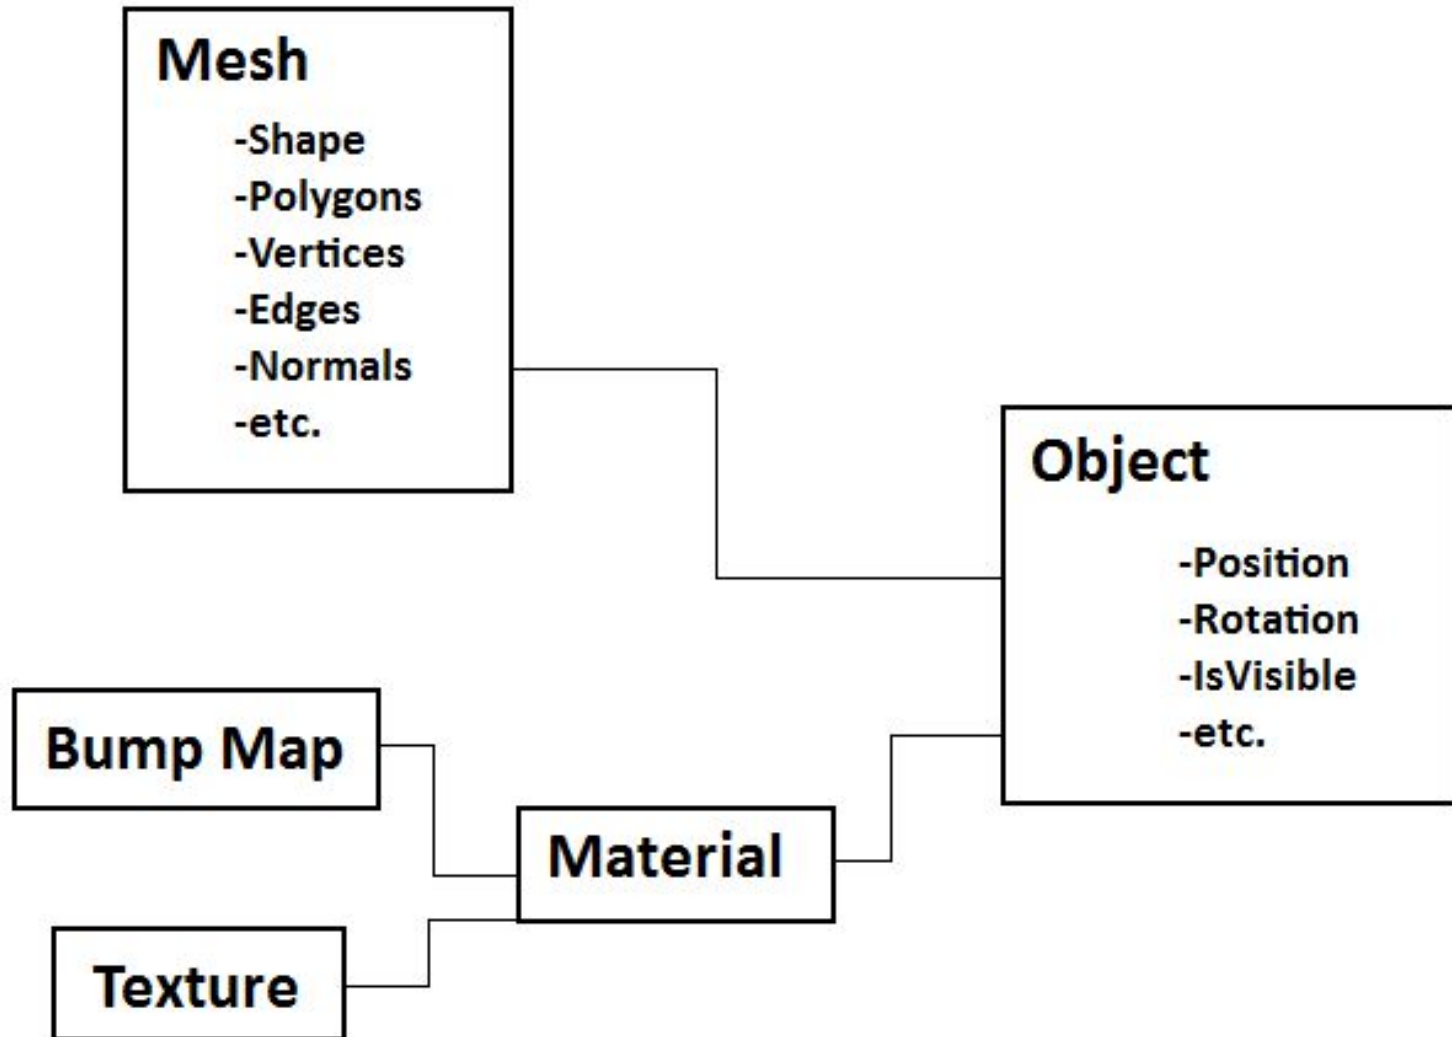 Mesh
-Shape
-Polygons
-Vertices
-Edges
-Normals
-etc.
Object
-Position
-Rotation
-IsVisible
-etc.
Bump Map
Material
Texture